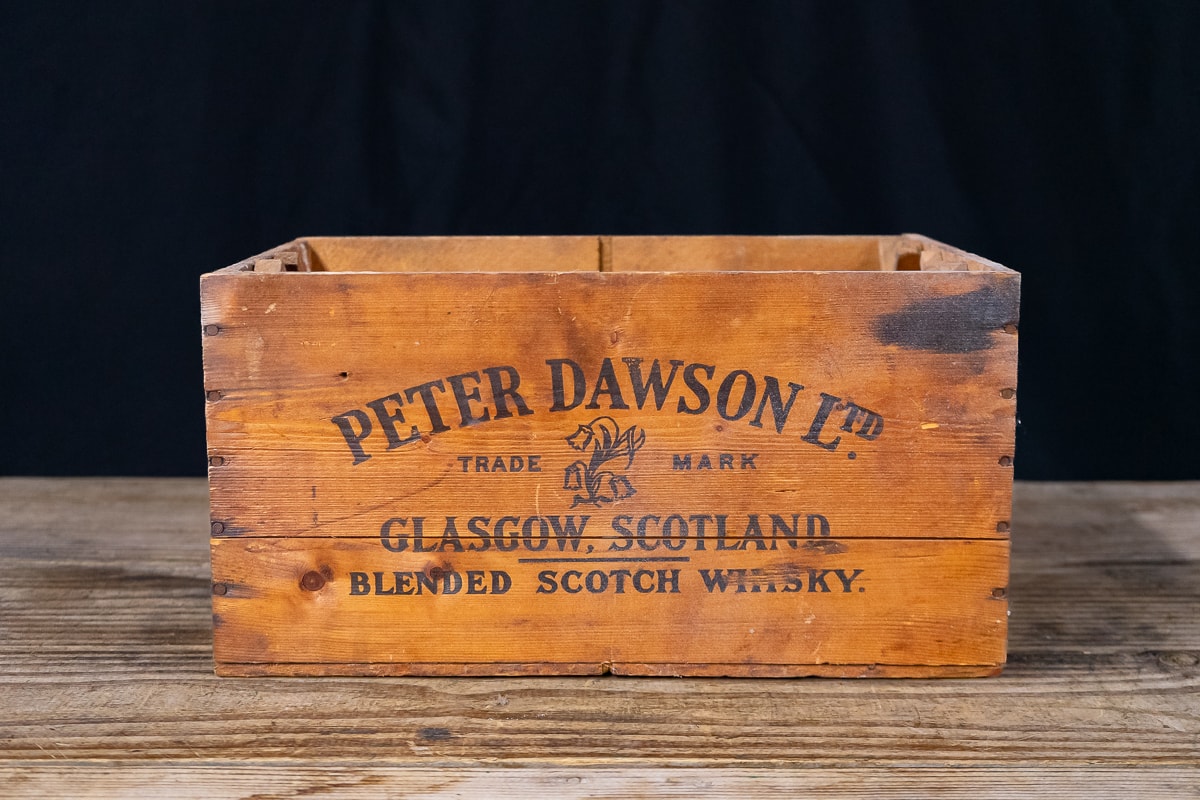 PETER DAWSON LTD.
TRADE MARK
GLASGOW, SCOTLAND
BLENDED SCOTCH WHISKY.